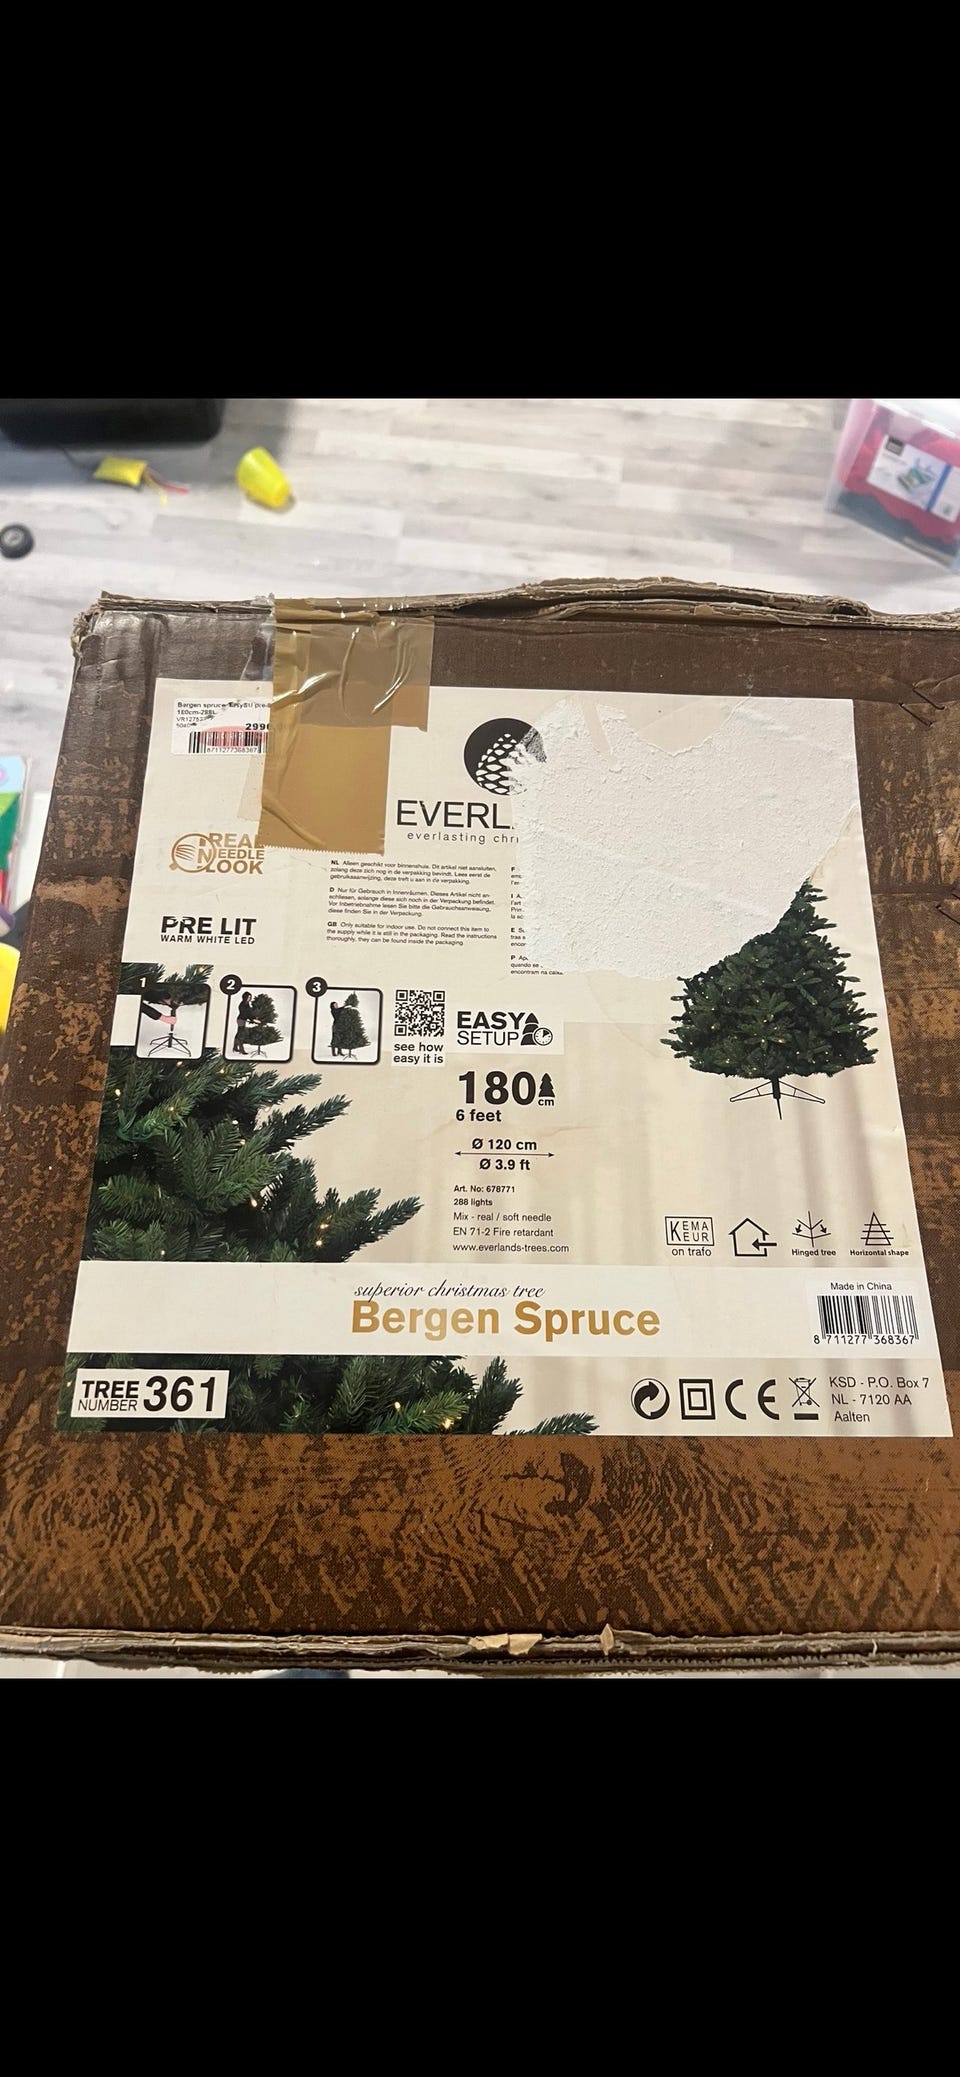 Bergen spruce EasySU pre-
180cm-288L
8711277368367
EVERL
everlasting chri
REAL
NEEDLE
LOOK
PRE LIT
WARM WHITE LED
NL Alleen geschikt voor binnenshuis. Dit artikel niet aansluiten,
zolang deze zich nog in de verpakking bevindt. Lees eerst de
gebruiksaanwijzing, deze treft u aan in de verpakking.
D Nur für Gebrauch in Innenräumen. Dieses Artikel nicht an-
schliessen, solange diese sich noch in der Verpackung befindet.
Vor Inbetriebnahme lesen Sie bitte die Gebrauchsanweisung,
diese finden Sie in der Verpackung.
GB Only suitable for indoor use. Do not connect this item to
the supply while it is still in the packaging. Read the instructions
thoroughly, they can be found inside the packaging.
quando se
encontram na caixa
1
2
3
see how
easy it is
EASY
SETUP
180 cm
6 feet
Ø 120 cm
Ø 3.9 ft
Art. No: 678771
288 lights
Mix - real / soft needle
EN 71-2 Fire retardant
www.everlands-trees.com
KEMA
KEUR
on trafo
Hinged tree
Horizontal shape
superior christmas tree
Bergen Spruce
Made in China
8 711277 368367
TREE
NUMBER 361
CE
KSD - P.O. Box 7
NL - 7120 AA
Aalten